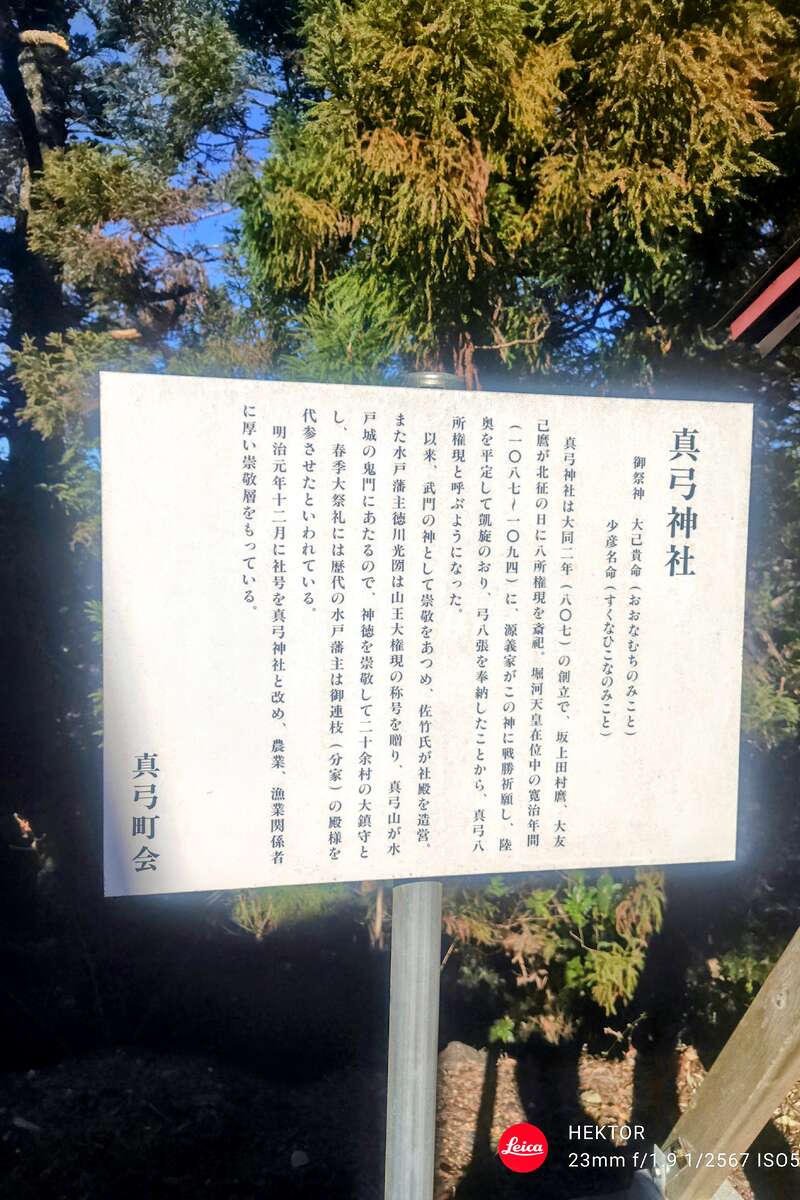 真弓神社
御祭神　大己貴命(おおなむちのみこと)
少彦名命(すくなひこなのみこと)
真弓神社は大同二年(八〇七)の創立で、坂上田村麿、大友
己麿が北征の日に八所権現を斎祀。堀河天皇在位中の寛治年間
(一〇八七~一〇九四)に、源義家がこの神に戦勝祈願し、陸
奥を平定して凱旋のおり、弓八張を奉納したことから、真弓八
所権現と呼ぶようになった。
以来、武門の神として崇敬をあつめ、佐竹氏が社殿を造営。
また水戸藩主徳川光圀は山王大権現の称号を贈り、真弓山が水
戸城の鬼門にあたるので、神徳を崇敬して二十余村の大鎮守と
し、春季大祭礼には歴代の水戸藩主は御連枝(分家)の殿様を
代参させたといわれている。
明治元年十二月に社号を真弓神社と改め、農業、漁業関係者
に厚い崇敬層をもっている。
真弓町会
Leica
HEKTOR
23mm f/1.9 1/2567 ISO5